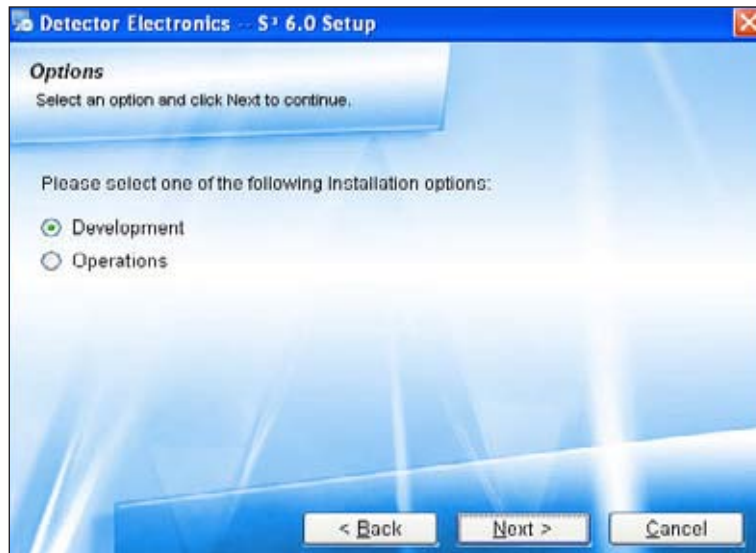 Detector Electronics -- S³ 6.0 Setup
Options
Select an option and click Next to continue.
Please select one of the following Installation options:
Development
Operations
< Back
Next >
Cancel